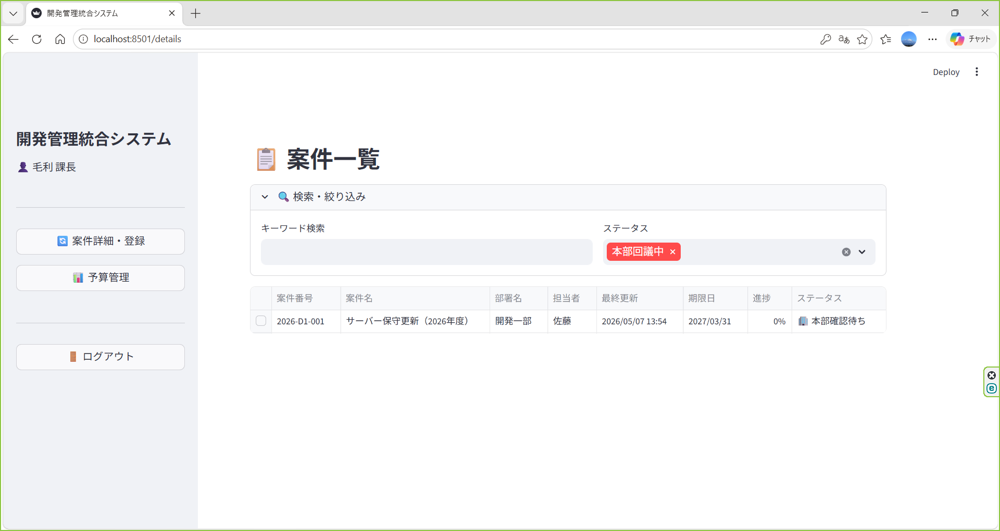 開発管理統合システム
localhost:8501/details
チャット
Deploy
開発管理統合システム
毛利 課長
案件詳細・登録
予算管理
ログアウト
案件一覧
検索・絞り込み
キーワード検索
ステータス
本部回議中
案件番号 案件名 部署名 担当者 最終更新 期限日 進捗 ステータス
2026-D1-001 サーバー保守更新（2026年度） 開発一部 佐藤 2026/05/07 13:54 2027/03/31 0% 本部確認待ち